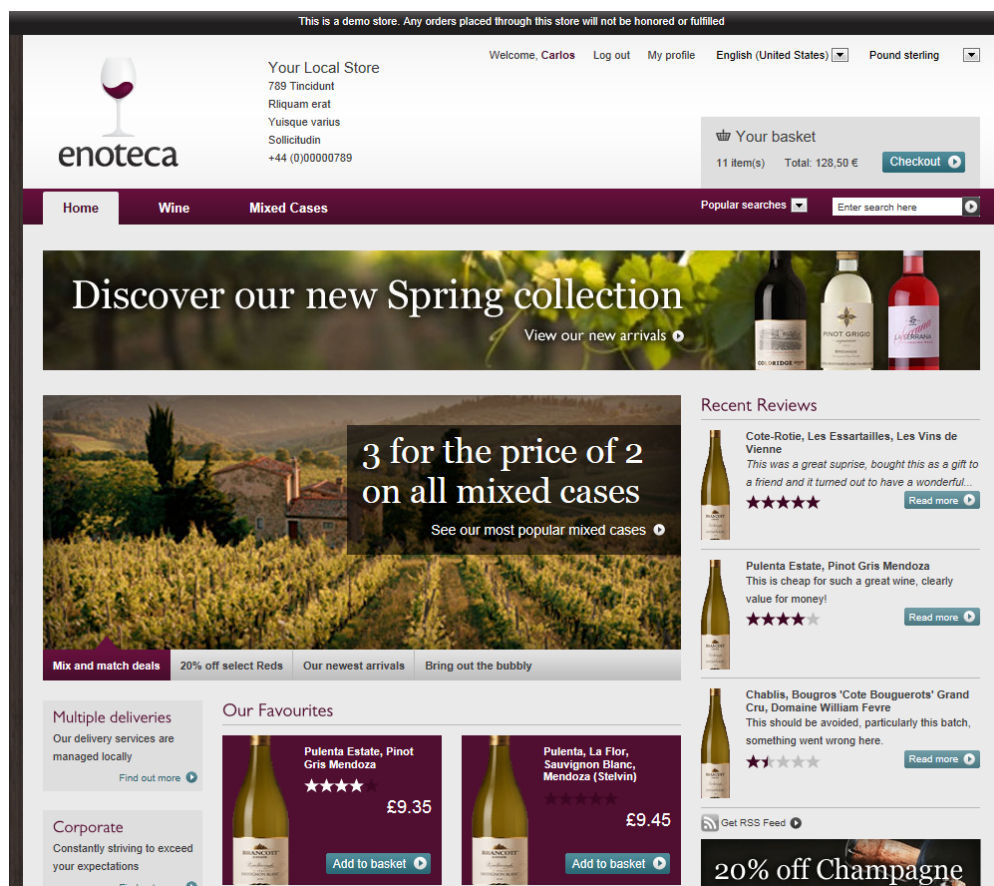 This is a demo store. Any orders placed through this store will not be honored or fulfilled
Welcome, Carlos Log out My profile English (United States) Pound sterling
enoteca
Your Local Store
789 Tincidunt
Rliquam erat
Yuisque varius
Sollicitudin
+44 (0)00000789
Your basket
11 item(s) Total: 128,50 € Checkout
Home Wine Mixed Cases
Popular searches Enter search here
Discover our new Spring collection
View our new arrivals
COLDRIDGE
PINOT GRIGIO
LA SERRANA
3 for the price of 2
on all mixed cases
See our most popular mixed cases
Mix and match deals 20% off select Reds Our newest arrivals Bring out the bubbly
Recent Reviews
Cote-Rotie, Les Essartailles, Les Vins de
Vienne
This was a great suprise, bought this as a gift to
a friend and it turned out to have a wonderful...
Read more
Pulenta Estate, Pinot Gris Mendoza
This is cheap for such a great wine, clearly
value for money!
Read more
Chablis, Bougros 'Cote Bouguerots' Grand
Cru, Domaine William Fevre
This should be avoided, particularly this batch,
something went wrong here.
Read more
Get RSS Feed
20% off Champagne
Multiple deliveries
Our delivery services are
managed locally
Find out more
Corporate
Constantly striving to exceed
your expectations
Our Favourites
Pulenta Estate, Pinot
Gris Mendoza
£9.35
BRANCOTT
Add to basket
Pulenta, La Flor,
Sauvignon Blanc,
Mendoza (Stelvin)
£9.45
BRANCOTT
Add to basket